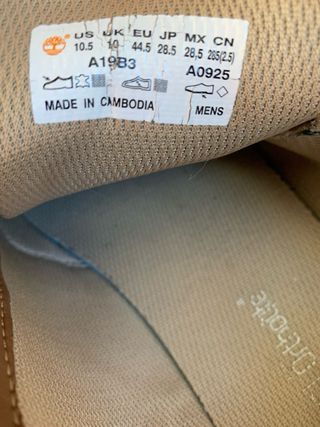 US UK EU JP MX CN
10.5 10 44.5 28.5 28,5 285(2.5)
A19B3 A0925
MADE IN CAMBODIA MENS
Ortholite